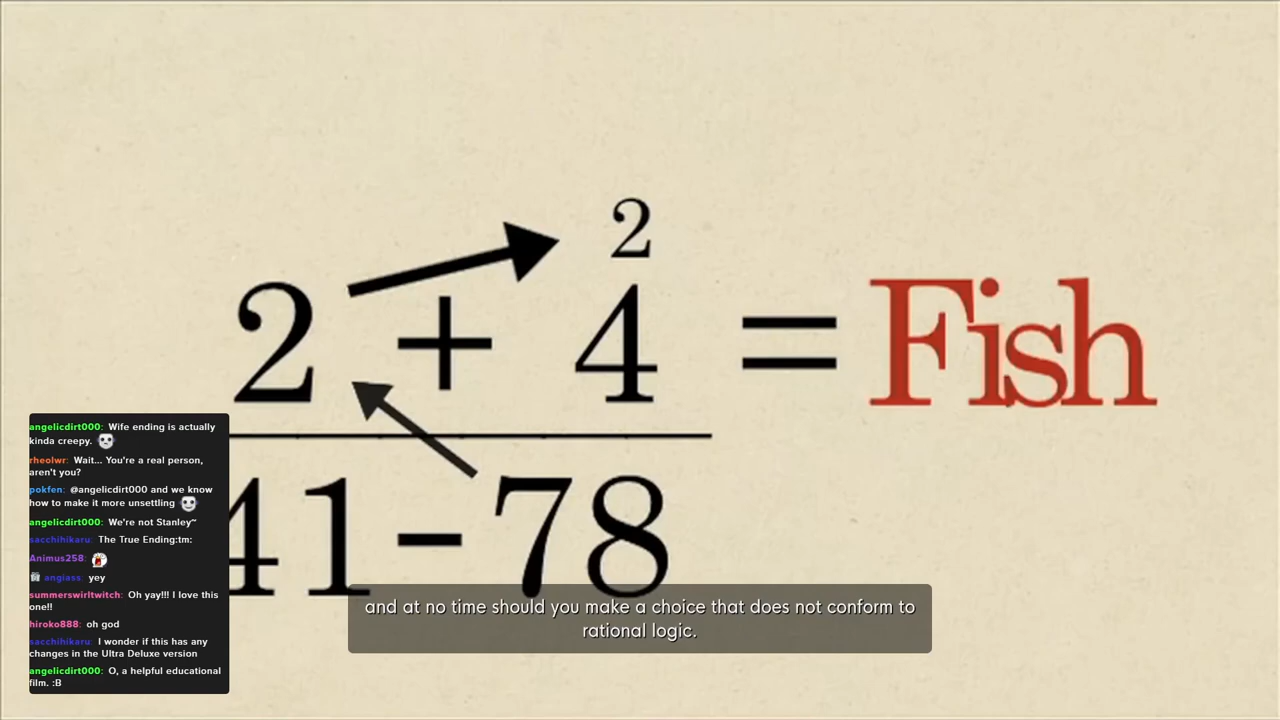 2
2 + 4 = Fish
41-78
angelicdirt000: Wife ending is actually
kinda creepy.
rheolwr: Wait... You're a real person,
aren't you?
pokfen: @angelicdirt000 and we know
how to make it more unsettling
angelicdirt000: We're not Stanley~
sacchihikaru: The True Ending:tm:
Animus258:
angiass: yey
summerswirltwitch: Oh yay!!! I love this
one!!
hiroko888: oh god
sacchihikaru: I wonder if this has any
changes in the Ultra Deluxe version
angelicdirt000: O, a helpful educational
film. :B
and at no time should you make a choice that does not conform to
rational logic.